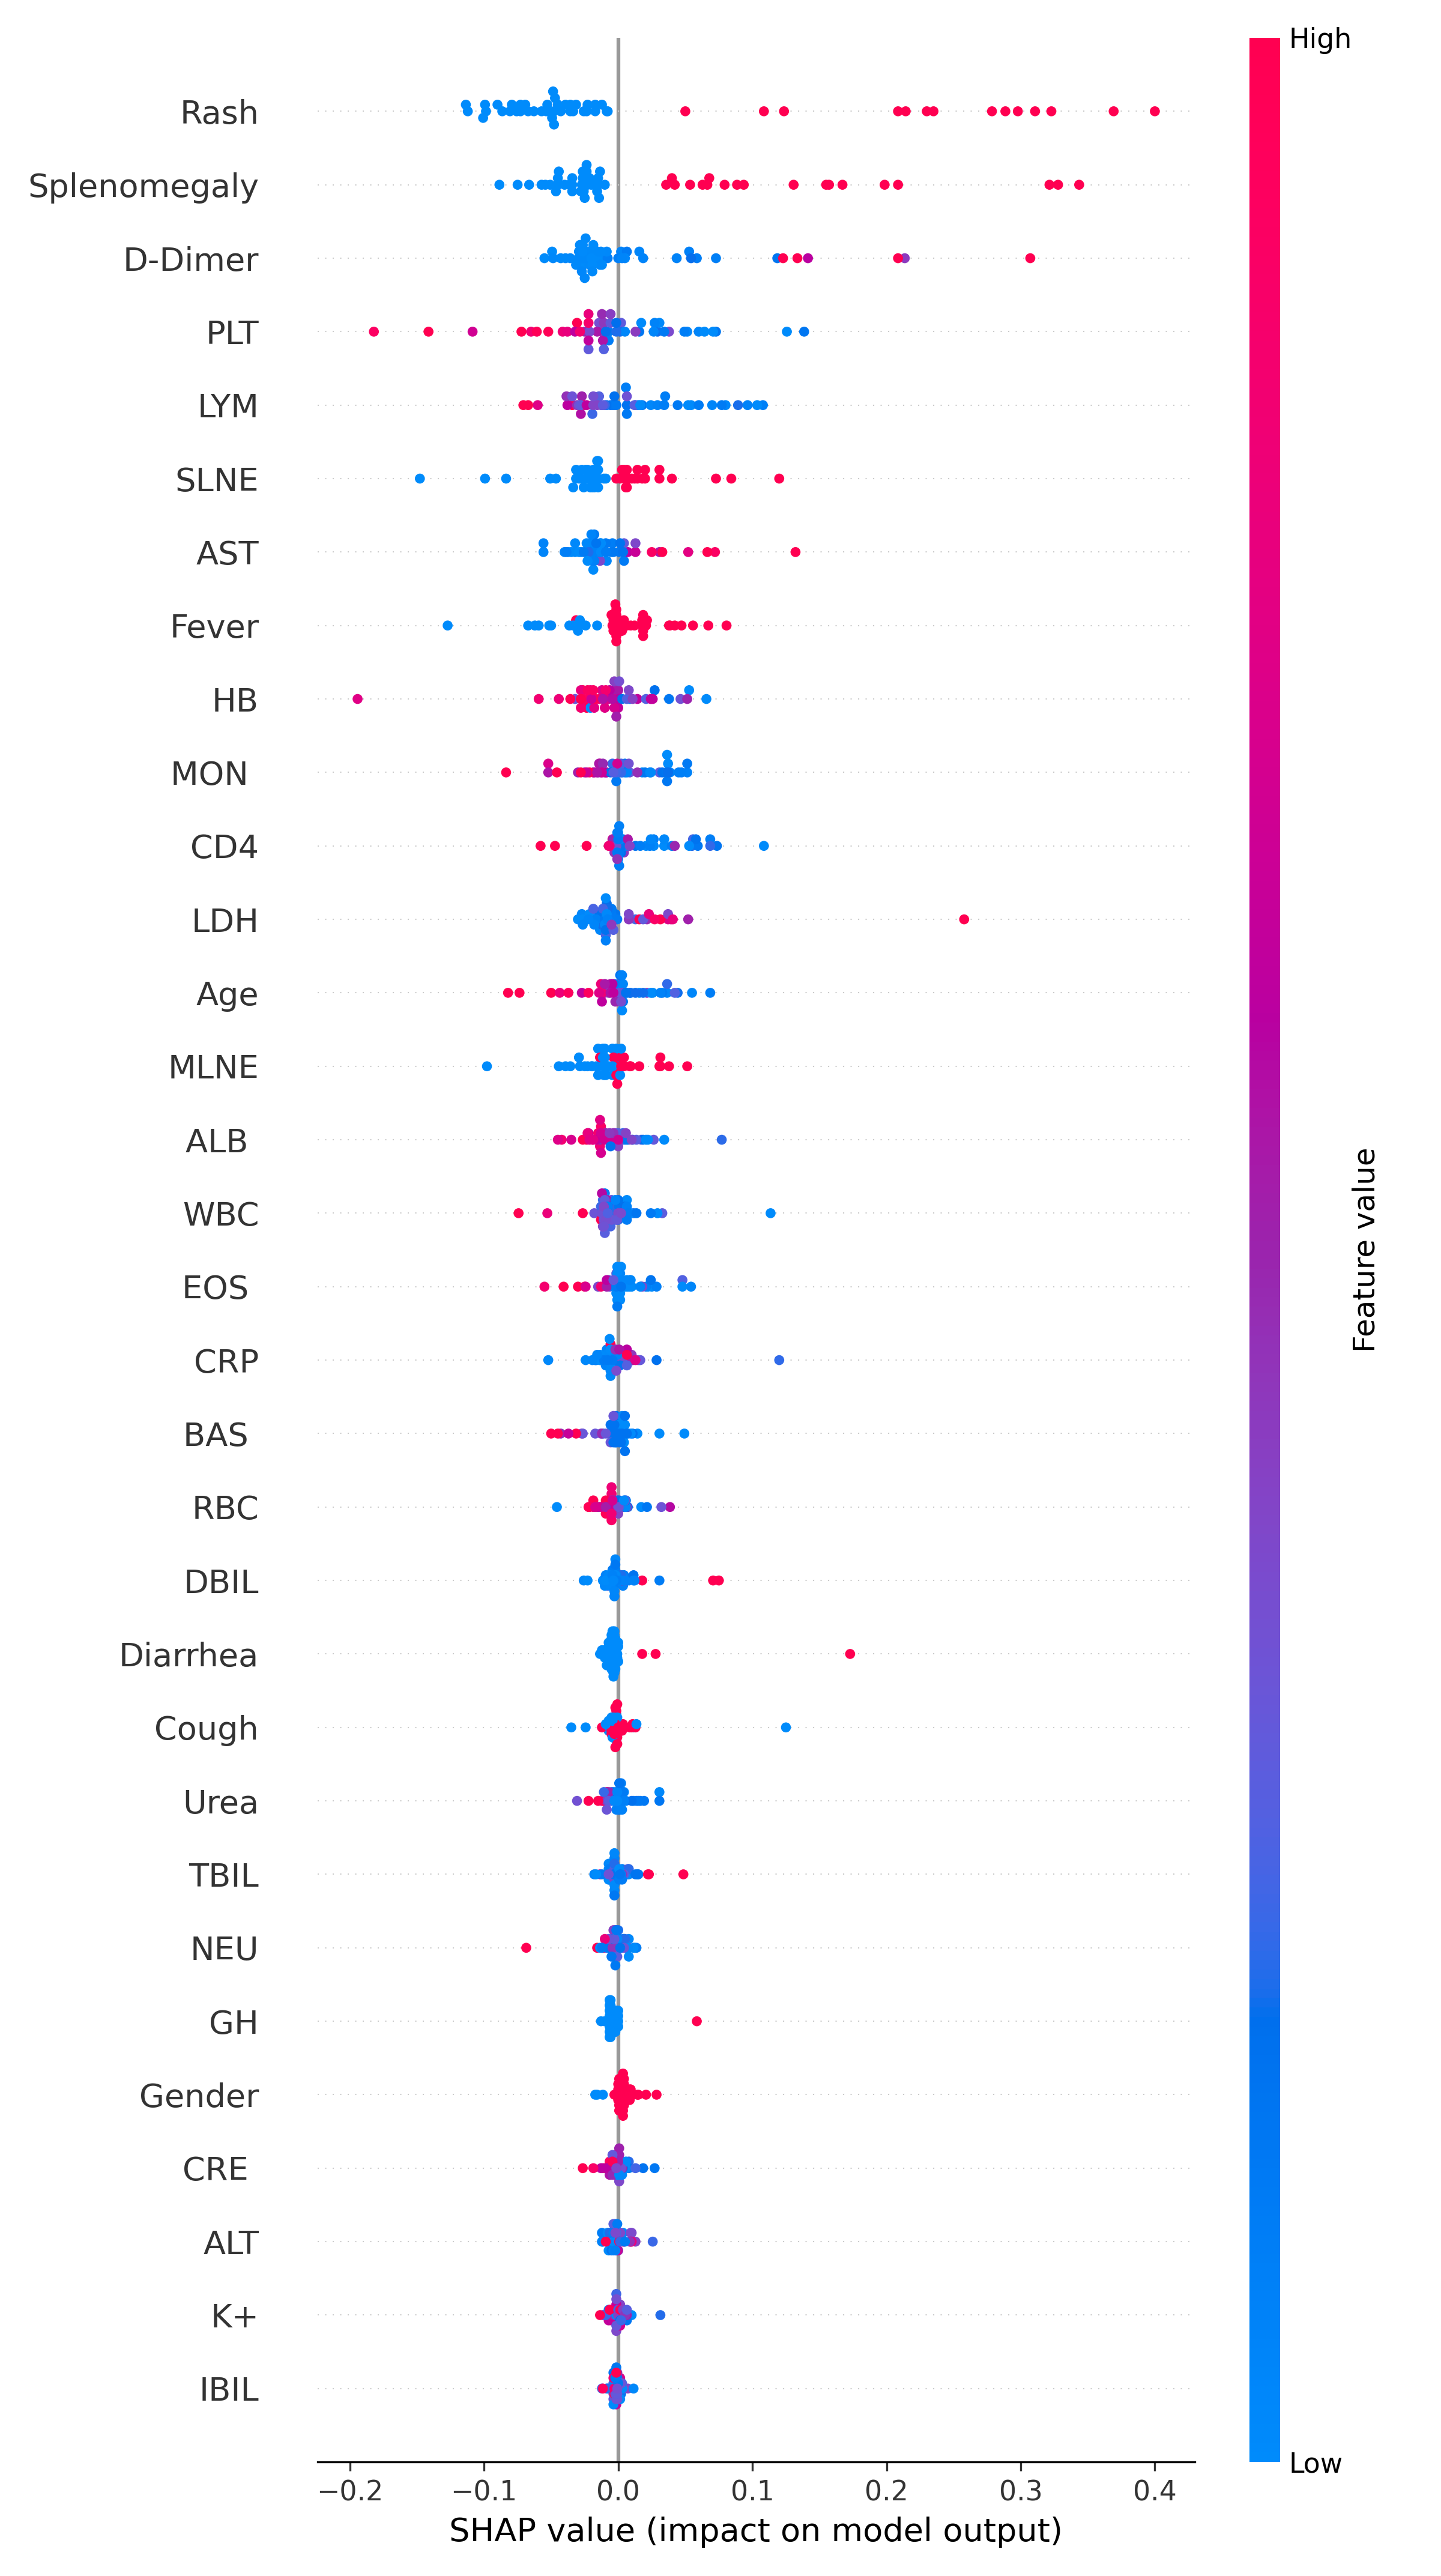 High
Rash
Splenomegaly
D-Dimer
PLT
LYM
SLNE
AST
Fever
HB
MON
CD4
LDH
Age
MLNE
ALB
WBC
EOS
CRP
BAS
RBC
DBIL
Diarrhea
Cough
Urea
TBIL
NEU
GH
Gender
CRE
ALT
K+
IBIL
Feature value
Low
−0.2 −0.1 0.0 0.1 0.2 0.3 0.4
SHAP value (impact on model output)